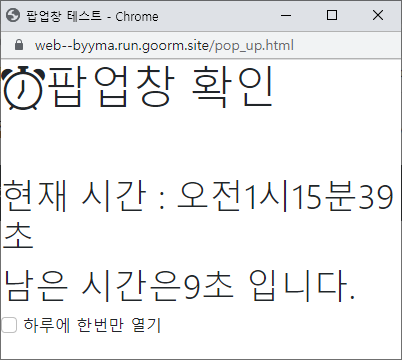 팝업창 테스트 - Chrome
web--byyma.run.goorm.site/pop_up.html
팝업창 확인
현재 시간 : 오전1시15분39
초
남은 시간은9초 입니다.
하루에 한번만 열기